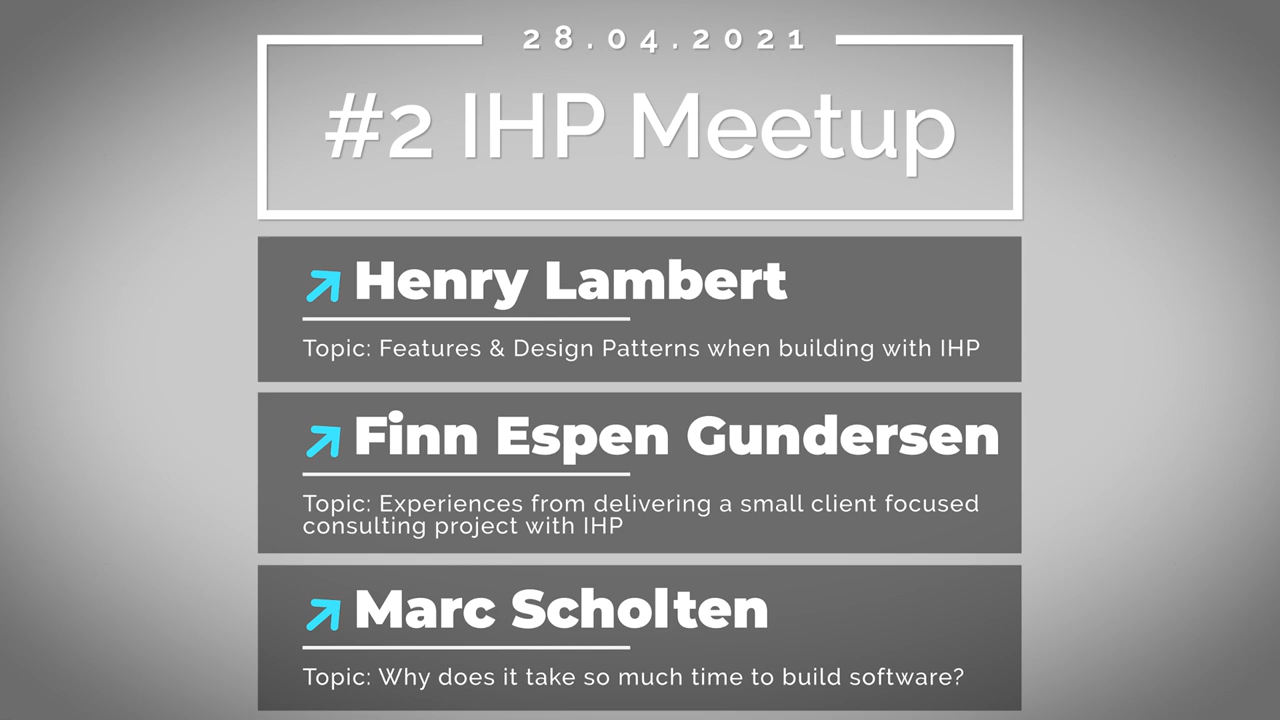 28.04.2021
#2 IHP Meetup
Henry Lambert
Topic: Features & Design Patterns when building with IHP
Finn Espen Gundersen
Topic: Experiences from delivering a small client focused
consulting project with IHP
Marc Scholten
Topic: Why does it take so much time to build software?